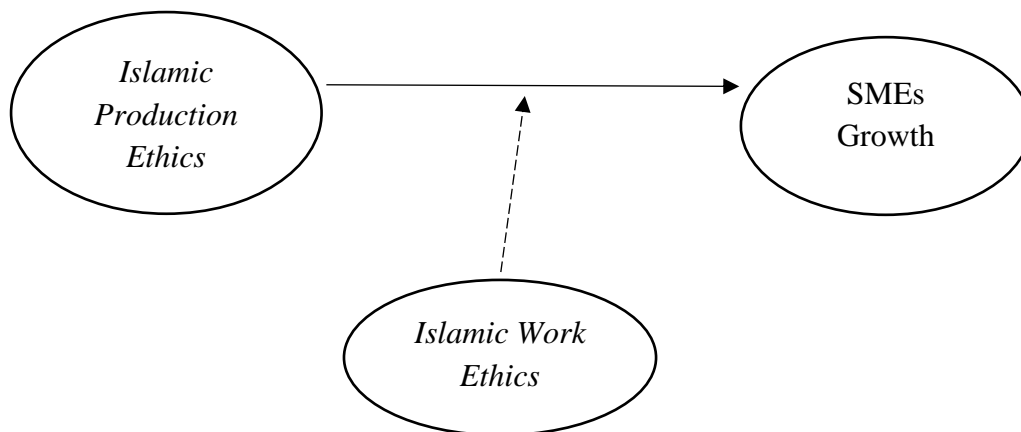 Islamic
Production
Ethics
SMEs
Growth
Islamic Work
Ethics